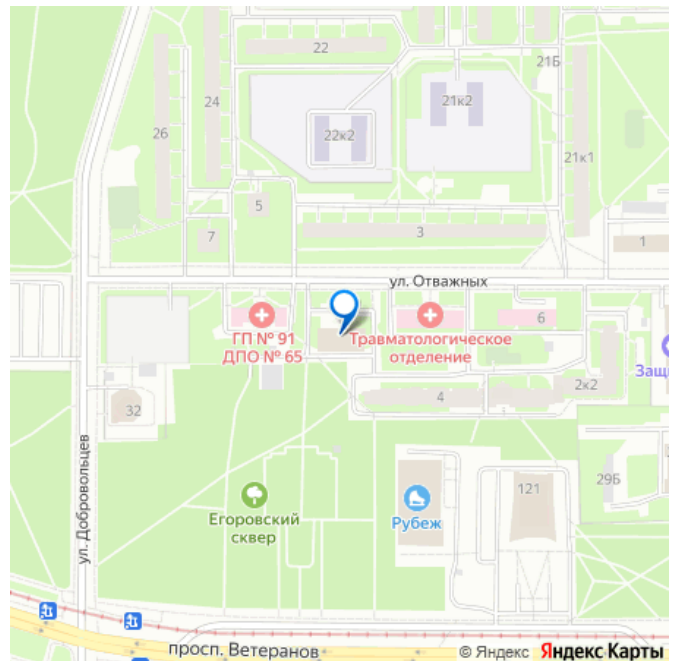 22
21Б
24
21к2
26
22к2
21к1
5
3
7
1
ул. Отважных
ГП № 91
ДПО № 65
Травматологическое
отделение
6
Защи
2к2
4
32
ул. Добровольцев
29Б
121
Егоровский
сквер
Рубеж
просп. Ветеранов
© Яндекс Яндекс Карты